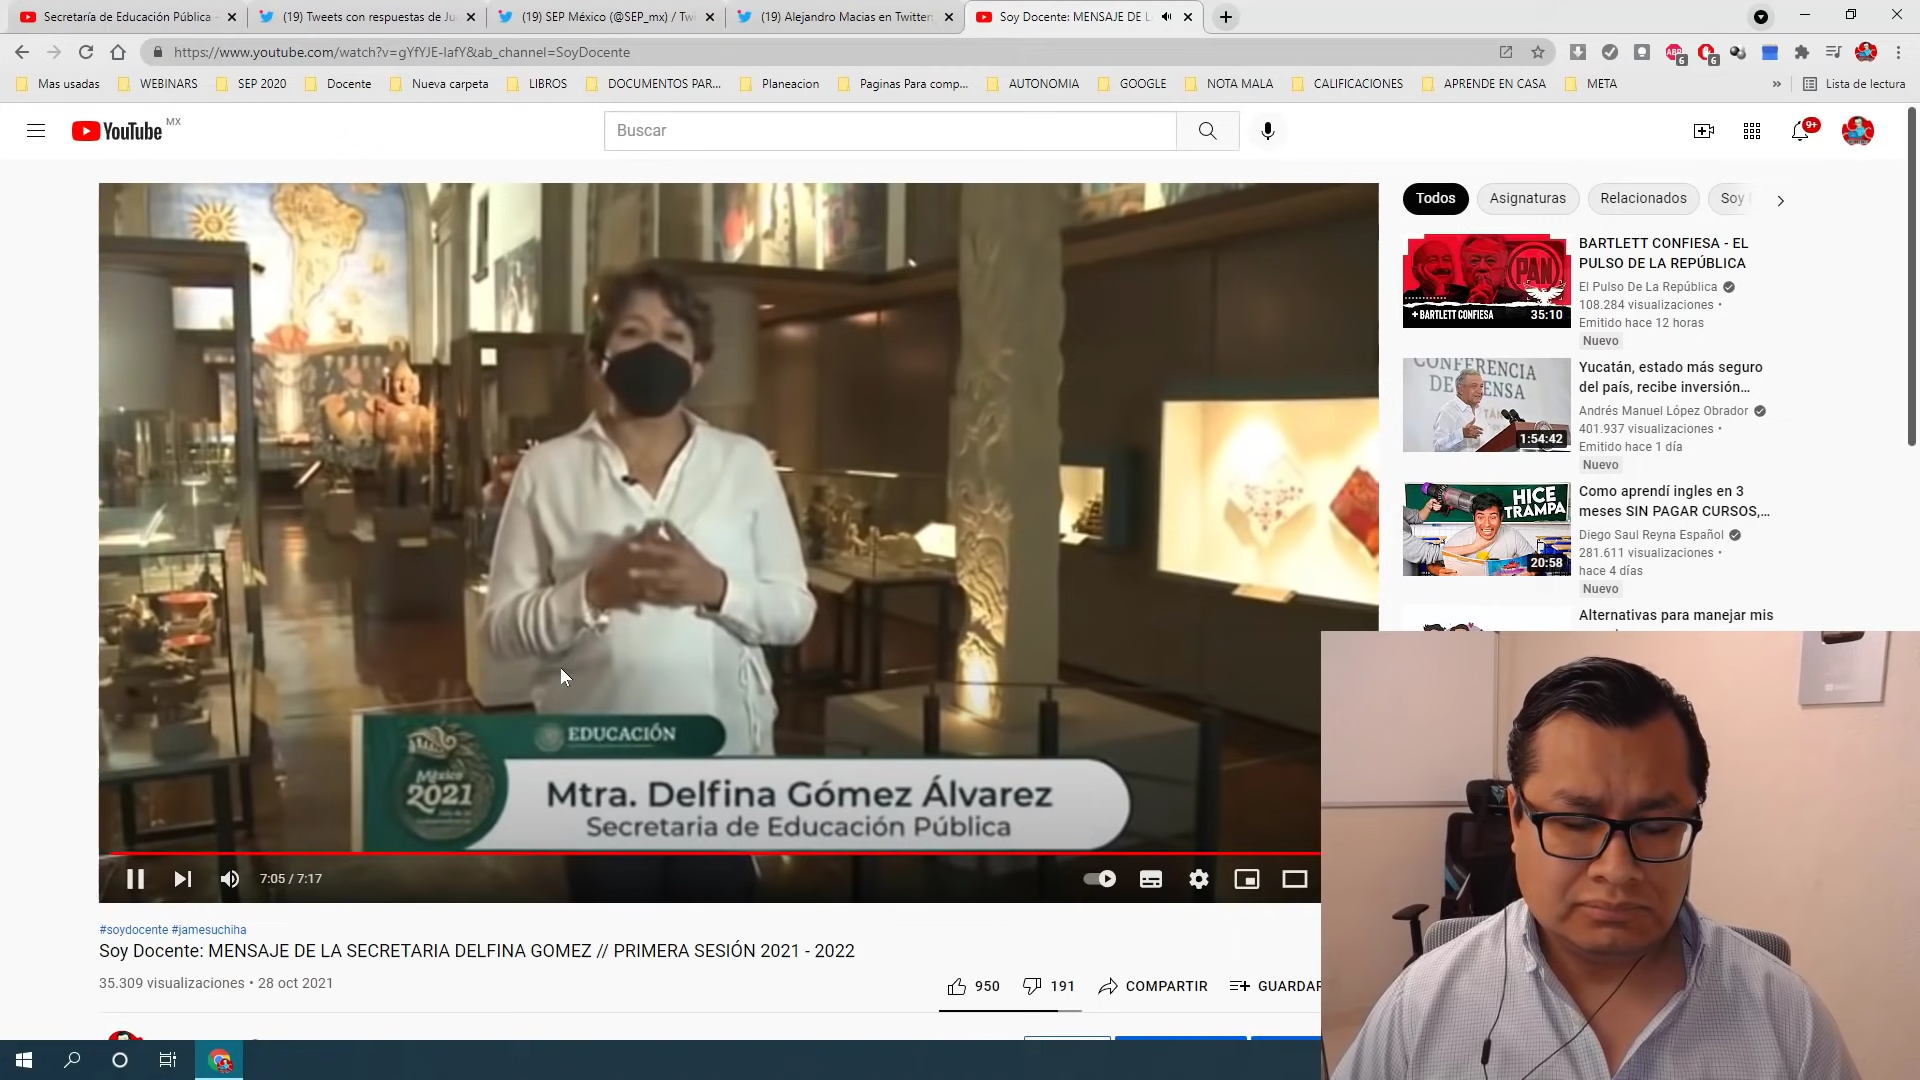 Secretaría de Educación Pública -
(19) Tweets con respuestas de Ju
(19) SEP México (@SEP_mx) / Twi
(19) Alejandro Macias en Twitter:
Soy Docente: MENSAJE DE L
https://www.youtube.com/watch?v=gYfYJE-IafY&ab_channel=SoyDocente
ABP
6
6
Mas usadas
WEBINARS
SEP 2020
Docente
Nueva carpeta
LIBROS
DOCUMENTOS PAR...
Planeacion
Paginas Para comp...
AUTONOMIA
GOOGLE
NOTA MALA
CALIFICACIONES
APRENDE EN CASA
META
»
Lista de lectura
YouTube MX
Buscar
9+
Todos
Asignaturas
Relacionados
Soy
BARTLETT CONFIESA - EL
PULSO DE LA REPÚBLICA
El Pulso De La República
108.284 visualizaciones •
Emitido hace 12 horas
Nuevo
PAN
+ BARTLETT CONFIESA
35:10
Yucatán, estado más seguro
del país, recibe inversión...
Andrés Manuel López Obrador
401.937 visualizaciones •
Emitido hace 1 día
Nuevo
CONFERENCIA
1:54:42
Como aprendí ingles en 3
meses SIN PAGAR CURSOS,...
Diego Saul Reyna Español
281.611 visualizaciones •
hace 4 días
Nuevo
HICE
TRAMPA
20:58
Alternativas para manejar mis
EDUCACIÓN
México
2021
Mtra. Delfina Gómez Álvarez
Secretaria de Educación Pública
7:05 / 7:17
#soydocente #jamesuchiha
Soy Docente: MENSAJE DE LA SECRETARIA DELFINA GOMEZ // PRIMERA SESIÓN 2021 - 2022
35.309 visualizaciones • 28 oct 2021
950
191
COMPARTIR
GUARDAR